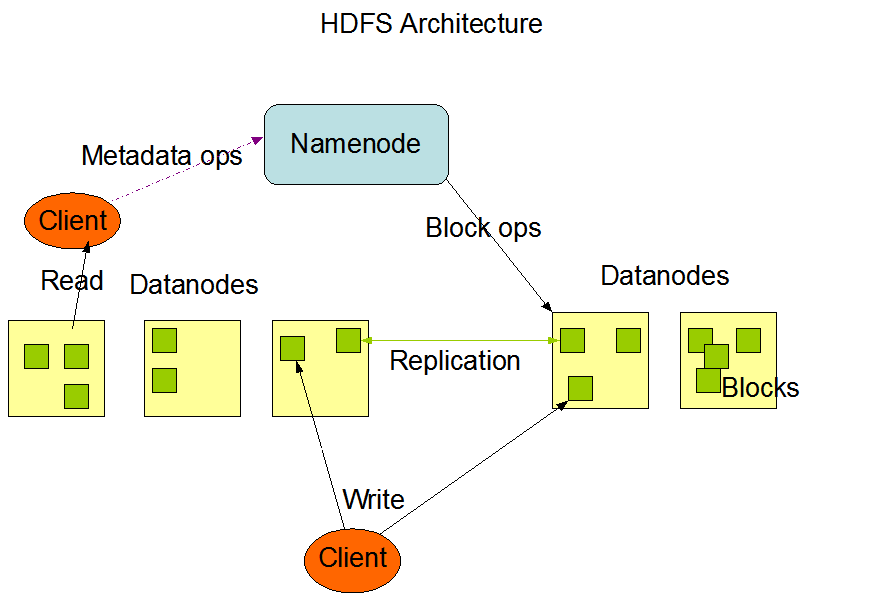 HDFS Architecture
Namenode
Metadata ops
Client
Block ops
Read
Datanodes
Datanodes
Replication
Blocks
Write
Client